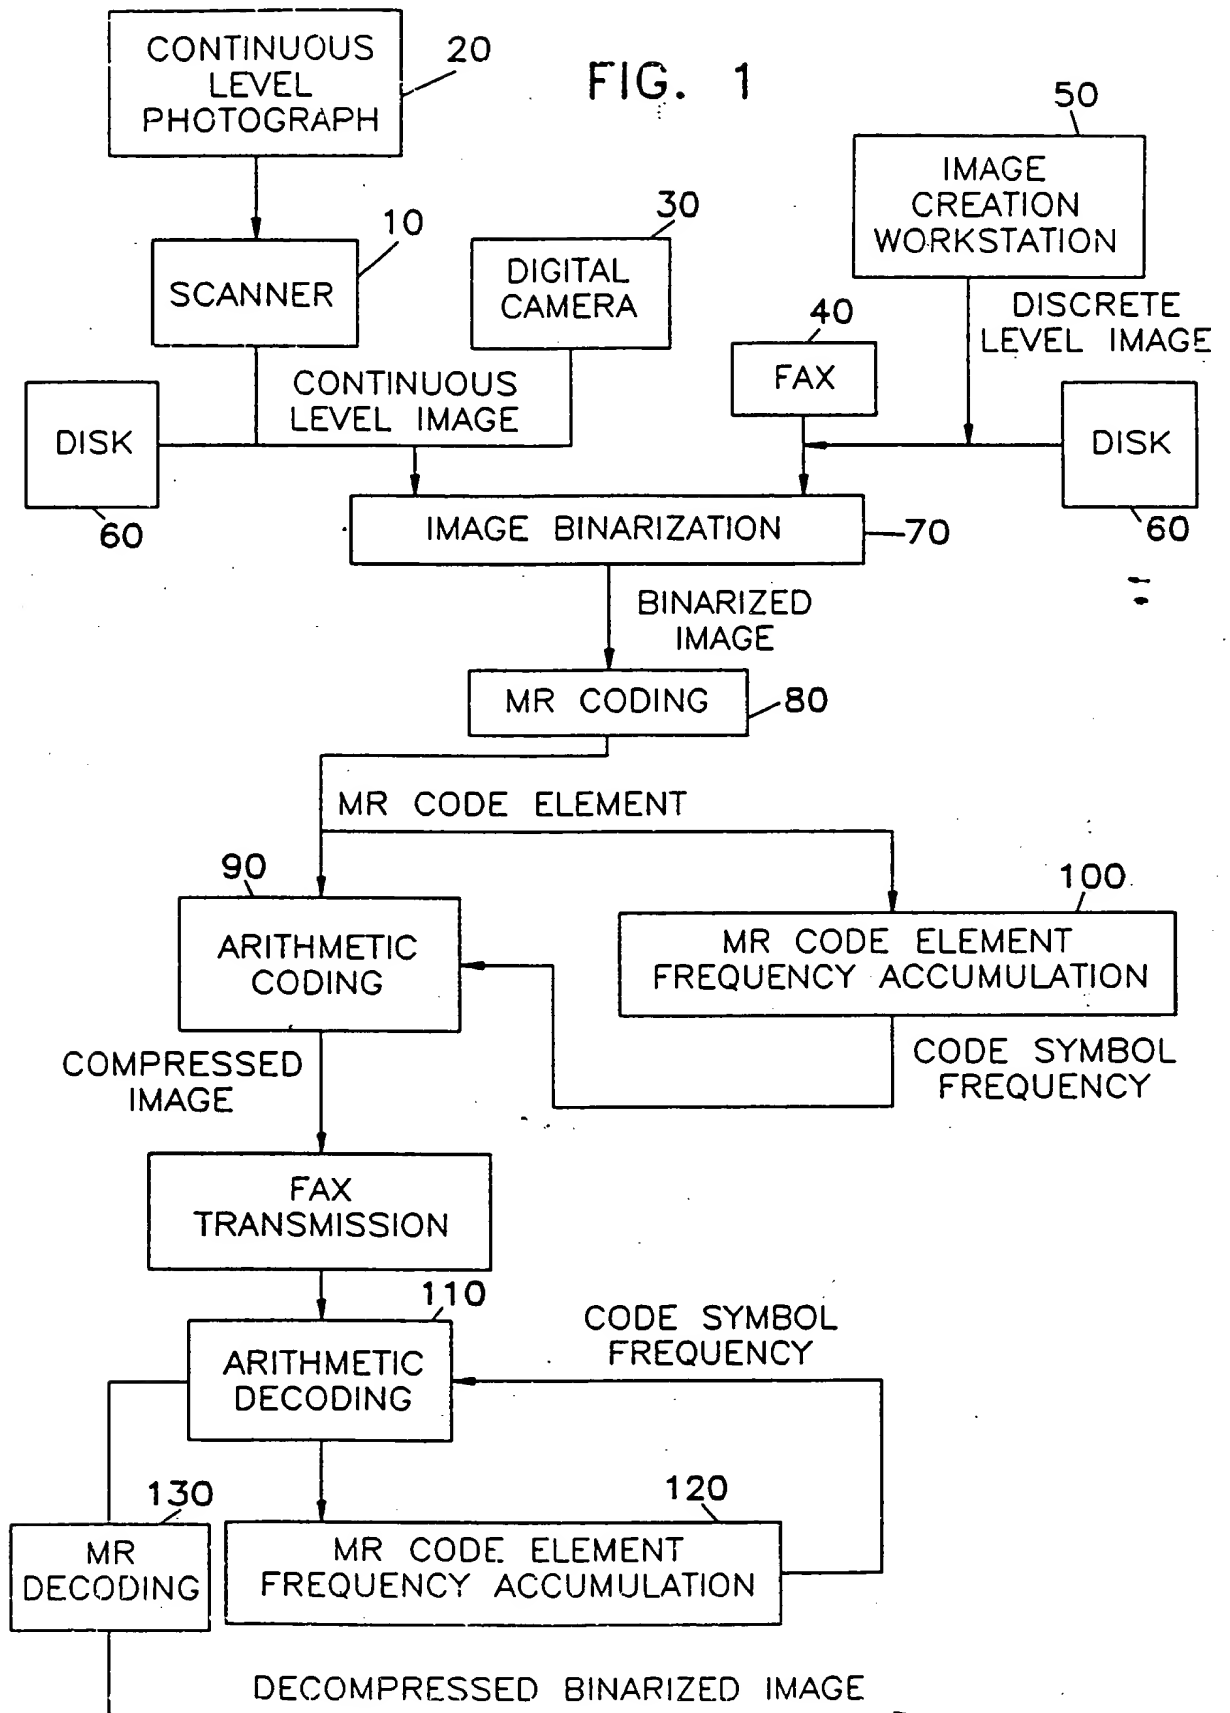 FIG. 1
CONTINUOUS
LEVEL
PHOTOGRAPH
20
50
IMAGE
CREATION
WORKSTATION
10
SCANNER
30
DIGITAL
CAMERA
DISCRETE
LEVEL IMAGE
40
FAX
CONTINUOUS
LEVEL IMAGE
DISK
60
DISK
60
IMAGE BINARIZATION
70
BINARIZED
IMAGE
MR CODING
80
MR CODE ELEMENT
90
ARITHMETIC
CODING
100
MR CODE ELEMENT
FREQUENCY ACCUMULATION
CODE SYMBOL
FREQUENCY
COMPRESSED
IMAGE
FAX
TRANSMISSION
110
ARITHMETIC
DECODING
CODE SYMBOL
FREQUENCY
130
MR
DECODING
120
MR CODE ELEMENT
FREQUENCY ACCUMULATION
DECOMPRESSED BINARIZED IMAGE